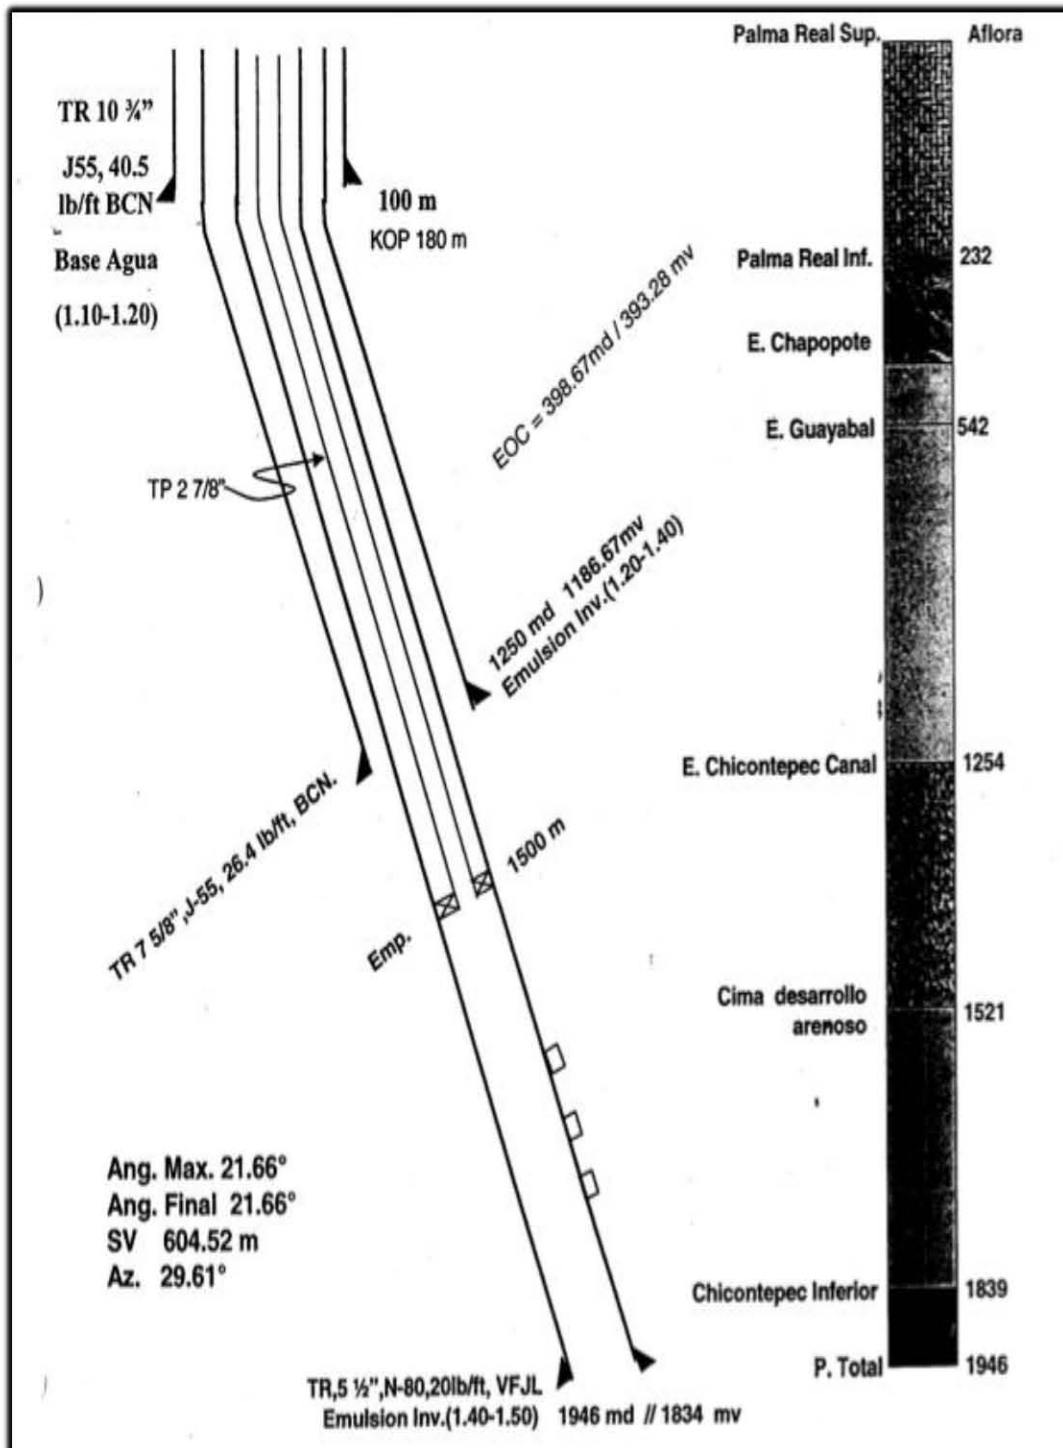 Palma Real Sup. Aflora
TR 10 ¾”
J55, 40.5
lb/ft BCN
100 m
KOP 180 m
Base Agua
(1.10-1.20)
Palma Real Inf. 232
EOC = 398.67md / 393.28 mv
E. Chapopote
E. Guayabal 542
TP 2 7/8"
1250 md 1186.67mv
Emulsion Inv.(1.20-1.40)
E. Chicontepec Canal 1254
TR 7 5/8",J-55, 26.4 lb/ft, BCN.
1500 m
Emp.
Cima desarrollo
arenoso
1521
Ang. Max. 21.66°
Ang. Final 21.66°
SV 604.52 m
Az. 29.61°
Chicontepec Inferior 1839
P. Total 1946
TR,5 ½”,N-80,20lb/ft, VFJL
Emulsion Inv.(1.40-1.50) 1946 md // 1834 mv